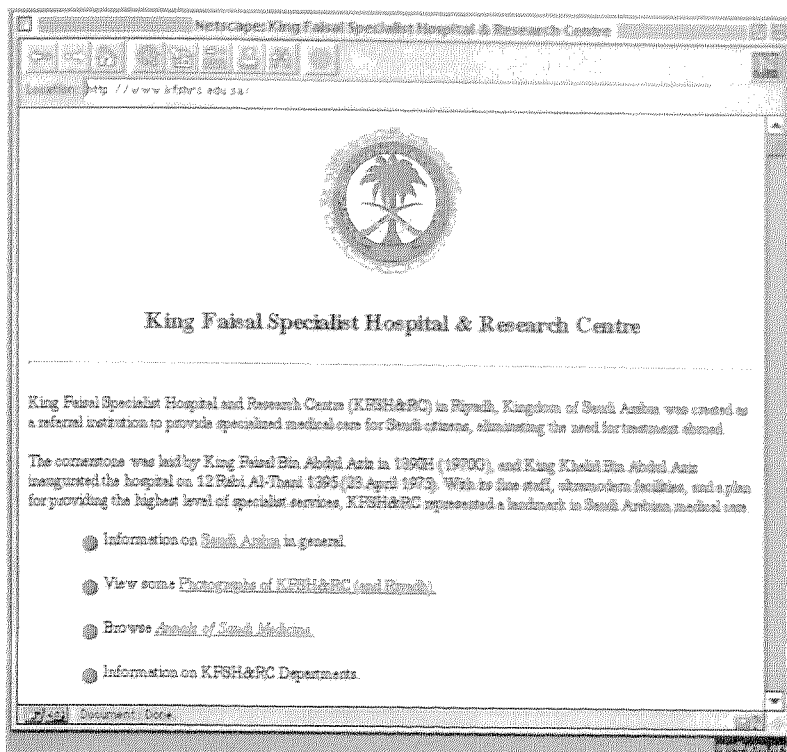 Netscape: King Faisal Specialist Hospital & Research Centre
Location: http://www.kfshrc.edu.sa/
King Faisal Specialist Hospital & Research Centre
King Faisal Specialist Hospital and Research Centre (KFSH&RC) in Riyadh, Kingdom of Saudi Arabia was created as
a referral institution to provide specialized medical care for Saudi citizens, eliminating the need for treatment abroad.
The cornerstone was laid by King Faisal Bin Abdul Aziz in 1390H (1970G), and King Khalid Bin Abdul Aziz
inaugurated the hospital on 12 Rabi Al-Thani 1395 (23 April 1975). With its fine staff, ultramodern facilities, and a plan
for providing the highest level of specialist services, KFSH&RC represented a landmark in Saudi Arabian medical care.
Information on Saudi Arabia in general.
View some Photographs of KFSH&RC (and Riyadh).
Browse Annals of Saudi Medicine.
Information on KFSH&RC Departments.
Document: Done